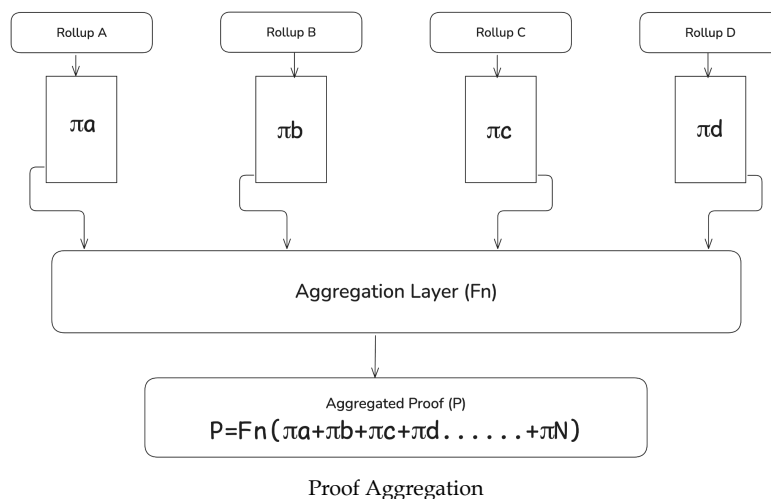 Rollup A
Rollup B
Rollup C
Rollup D
πa
πb
πc
πd
Aggregation Layer (Fn)
Aggregated Proof (P)
P=Fn(πa+πb+πc+πd......+πN)
Proof Aggregation